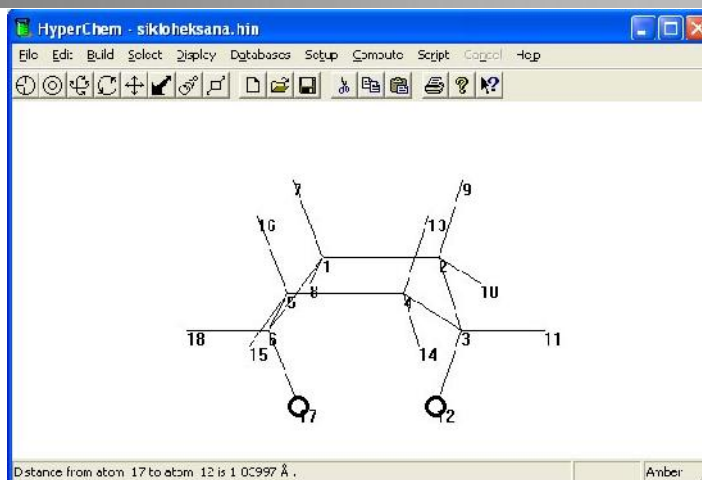 HyperChem - sikloheksana.hin
File Edit Build Select Display Databases Setup Compute Script Cancel Help
7 9
16 13
1 2
8 5 4 10
18 6 15 14 3 11
17 12
Distance from atom 17 to atom 12 is Å. Amber